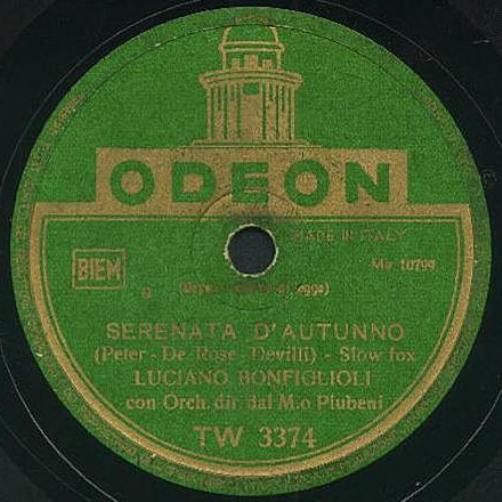 ODEON
MADE IN ITALY
BIEM
Mo 10799
SERENATA D'AUTUNNO
(Peter - De Rose - Devilli) - Slow fox
LUCIANO BONFIGLIOLI
con Orch. dir. dal M.o Piubeni
TW 3374